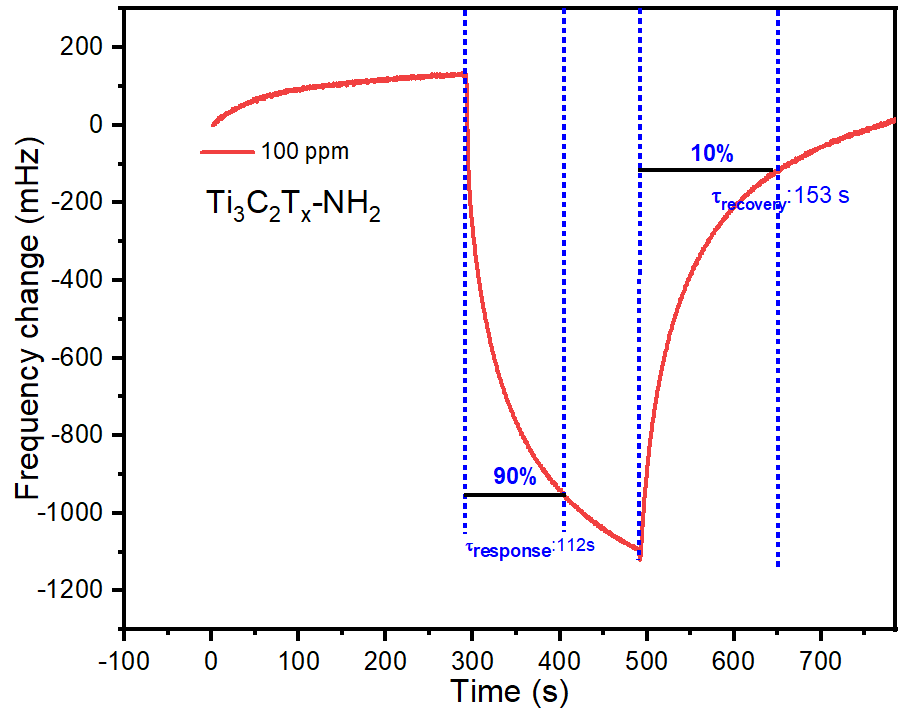 Frequency change (mHz)
200
0
-200
-400
-600
-800
-1000
-1200
100 ppm
Ti₃C₂Tₓ-NH₂
10%
τrecovery:153 s
90%
τresponse:112s
-100 0 100 200 300 400 500 600 700
Time (s)